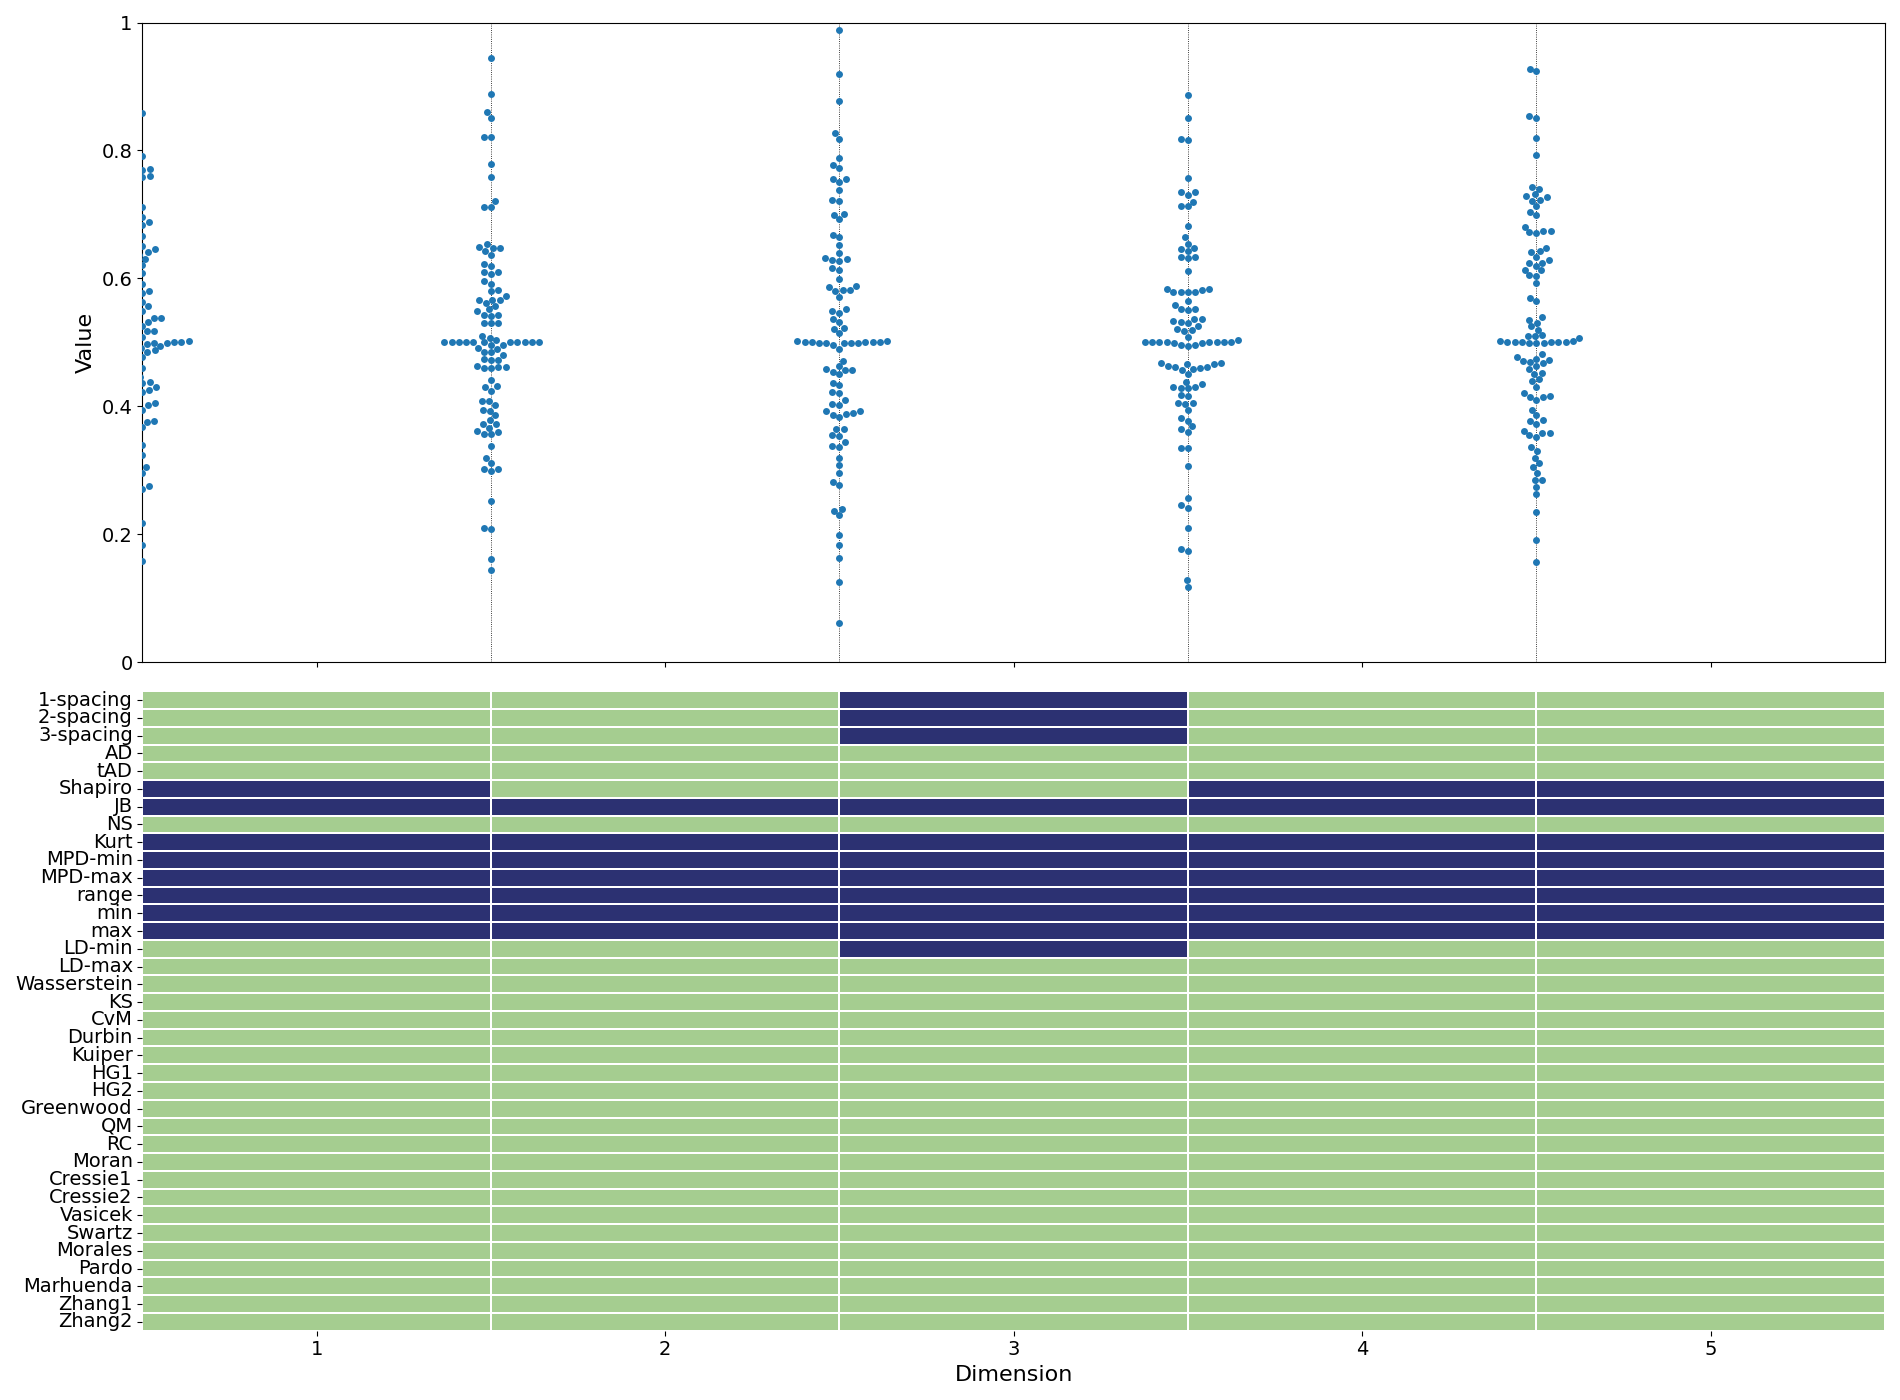 1
0.8
0.6
0.4
0.2
0
Value
1-spacing
2-spacing
3-spacing
AD
tAD
Shapiro
JB
NS
Kurt
MPD-min
MPD-max
range
min
max
LD-min
LD-max
Wasserstein
KS
CvM
Durbin
Kuiper
HG1
HG2
Greenwood
QM
RC
Moran
Cressie1
Cressie2
Vasicek
Swartz
Morales
Pardo
Marhuenda
Zhang1
Zhang2
1 2 3 4 5
Dimension